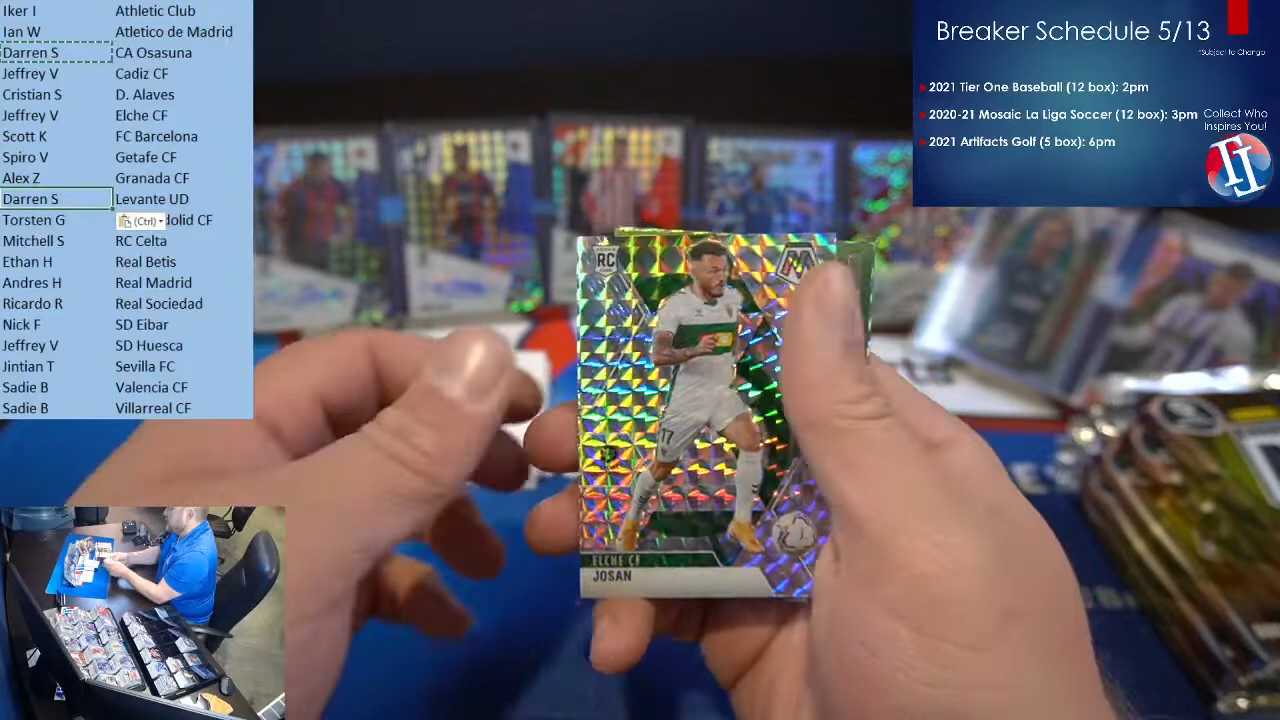 Iker I Athletic Club
Ian W Atletico de Madrid
Darren S CA Osasuna
Jeffrey V Cadiz CF
Cristian S D. Alaves
Jeffrey V Elche CF
Scott K FC Barcelona
Spiro V Getafe CF
Alex Z Granada CF
Darren S Levante UD
Torsten G (Ctrl) dolid CF
Mitchell S RC Celta
Ethan H Real Betis
Andres H Real Madrid
Riardo R Real Sociedad
Nick F SD Eibar
Jeffrey V SD Huesca
Jintian T Sevilla FC
Sadie B Valencia CF
Sadie B Villarreal CF
Breaker Schedule 5/13
*Subject to Change
2021 Tier One Baseball (12 box): 2pm
2020-21 Mosaic La Liga Soccer (12 box): 3pm
2021 Artifacts Golf (5 box): 6pm
Collect Who
Inspires You!
RC
17
ELCHE CF
JOSAN